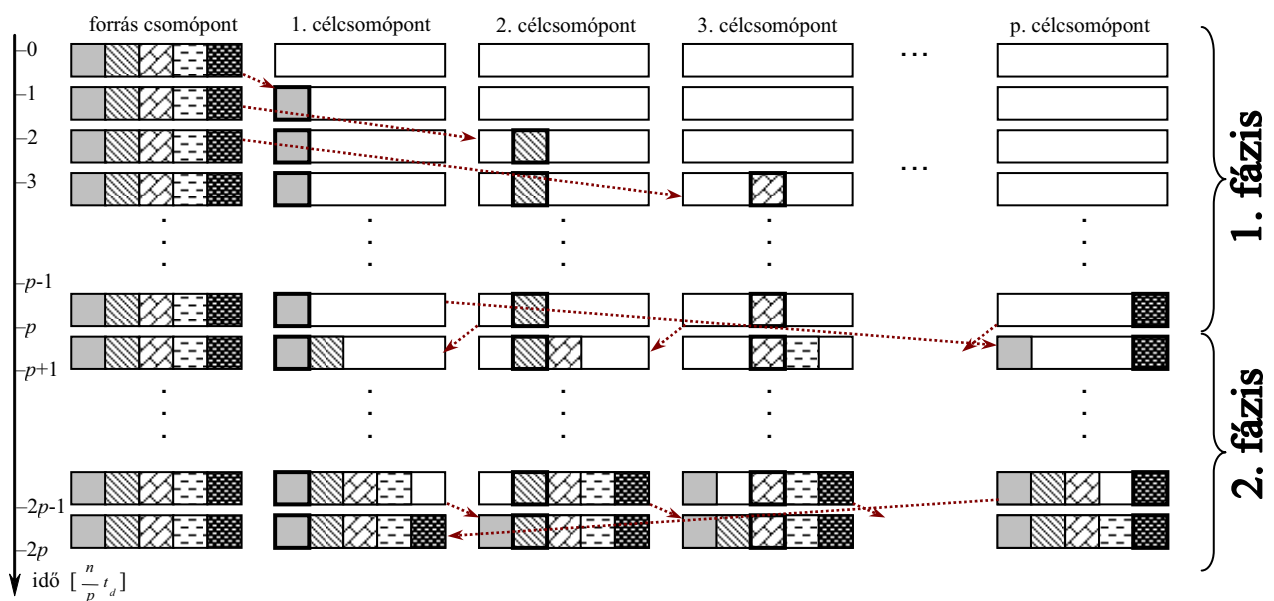 forrás csomópont 1. célcsomópont 2. célcsomópont 3. célcsomópont ... p. célcsomópont
0
1
2
3
...
p-1
p
p+1
2p-1
2p
idő [ n/p t_d ]
1. fázis
2. fázis